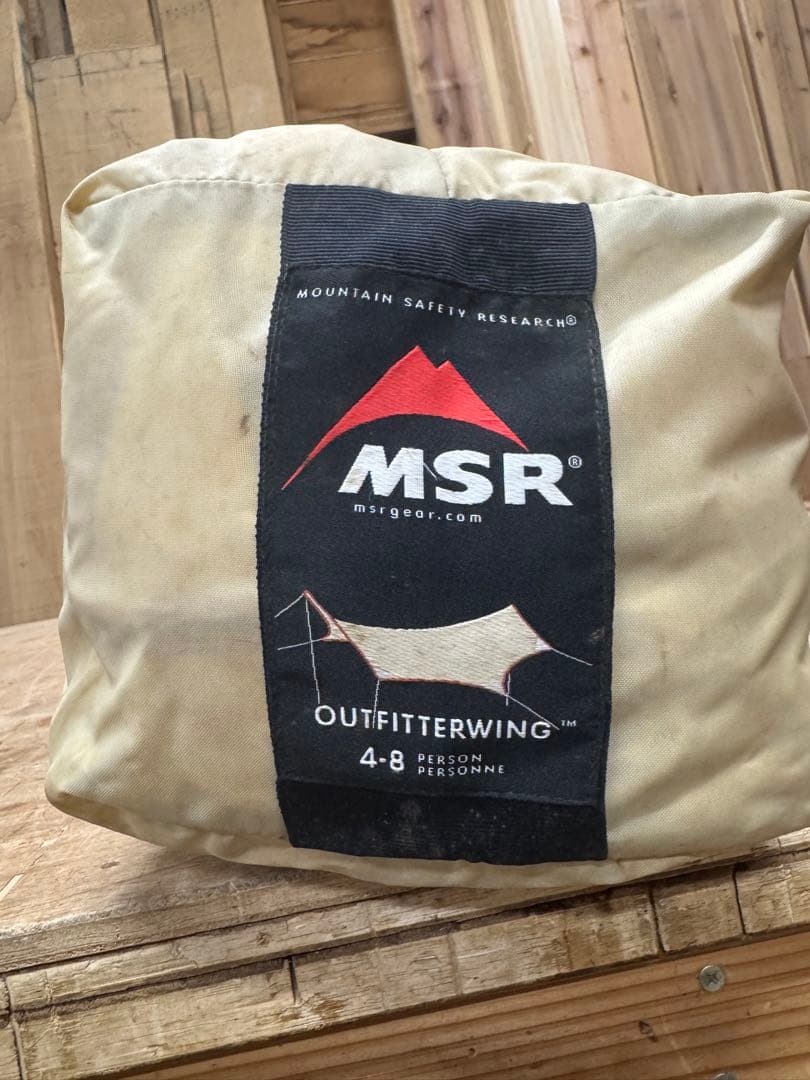 MOUNTAIN SAFETY RESEARCH®
MSR®
msrgear.com
OUTFITTERWING™
4-8 PERSON
PERSONNE